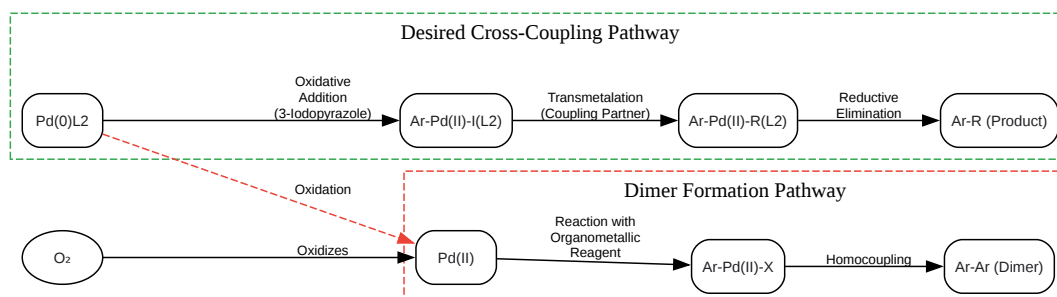 Desired Cross-Coupling Pathway
Oxidative
Addition
(3-Iodopyrazole)
Transmetalation
(Coupling Partner)
Reductive
Elimination
Pd(0)L2
Ar-Pd(II)-I(L2)
Ar-Pd(II)-R(L2)
Ar-R (Product)
Oxidation
Dimer Formation Pathway
Reaction with
Organometallic
Reagent
O₂
Oxidizes
Pd(II)
Ar-Pd(II)-X
Homocoupling
Ar-Ar (Dimer)